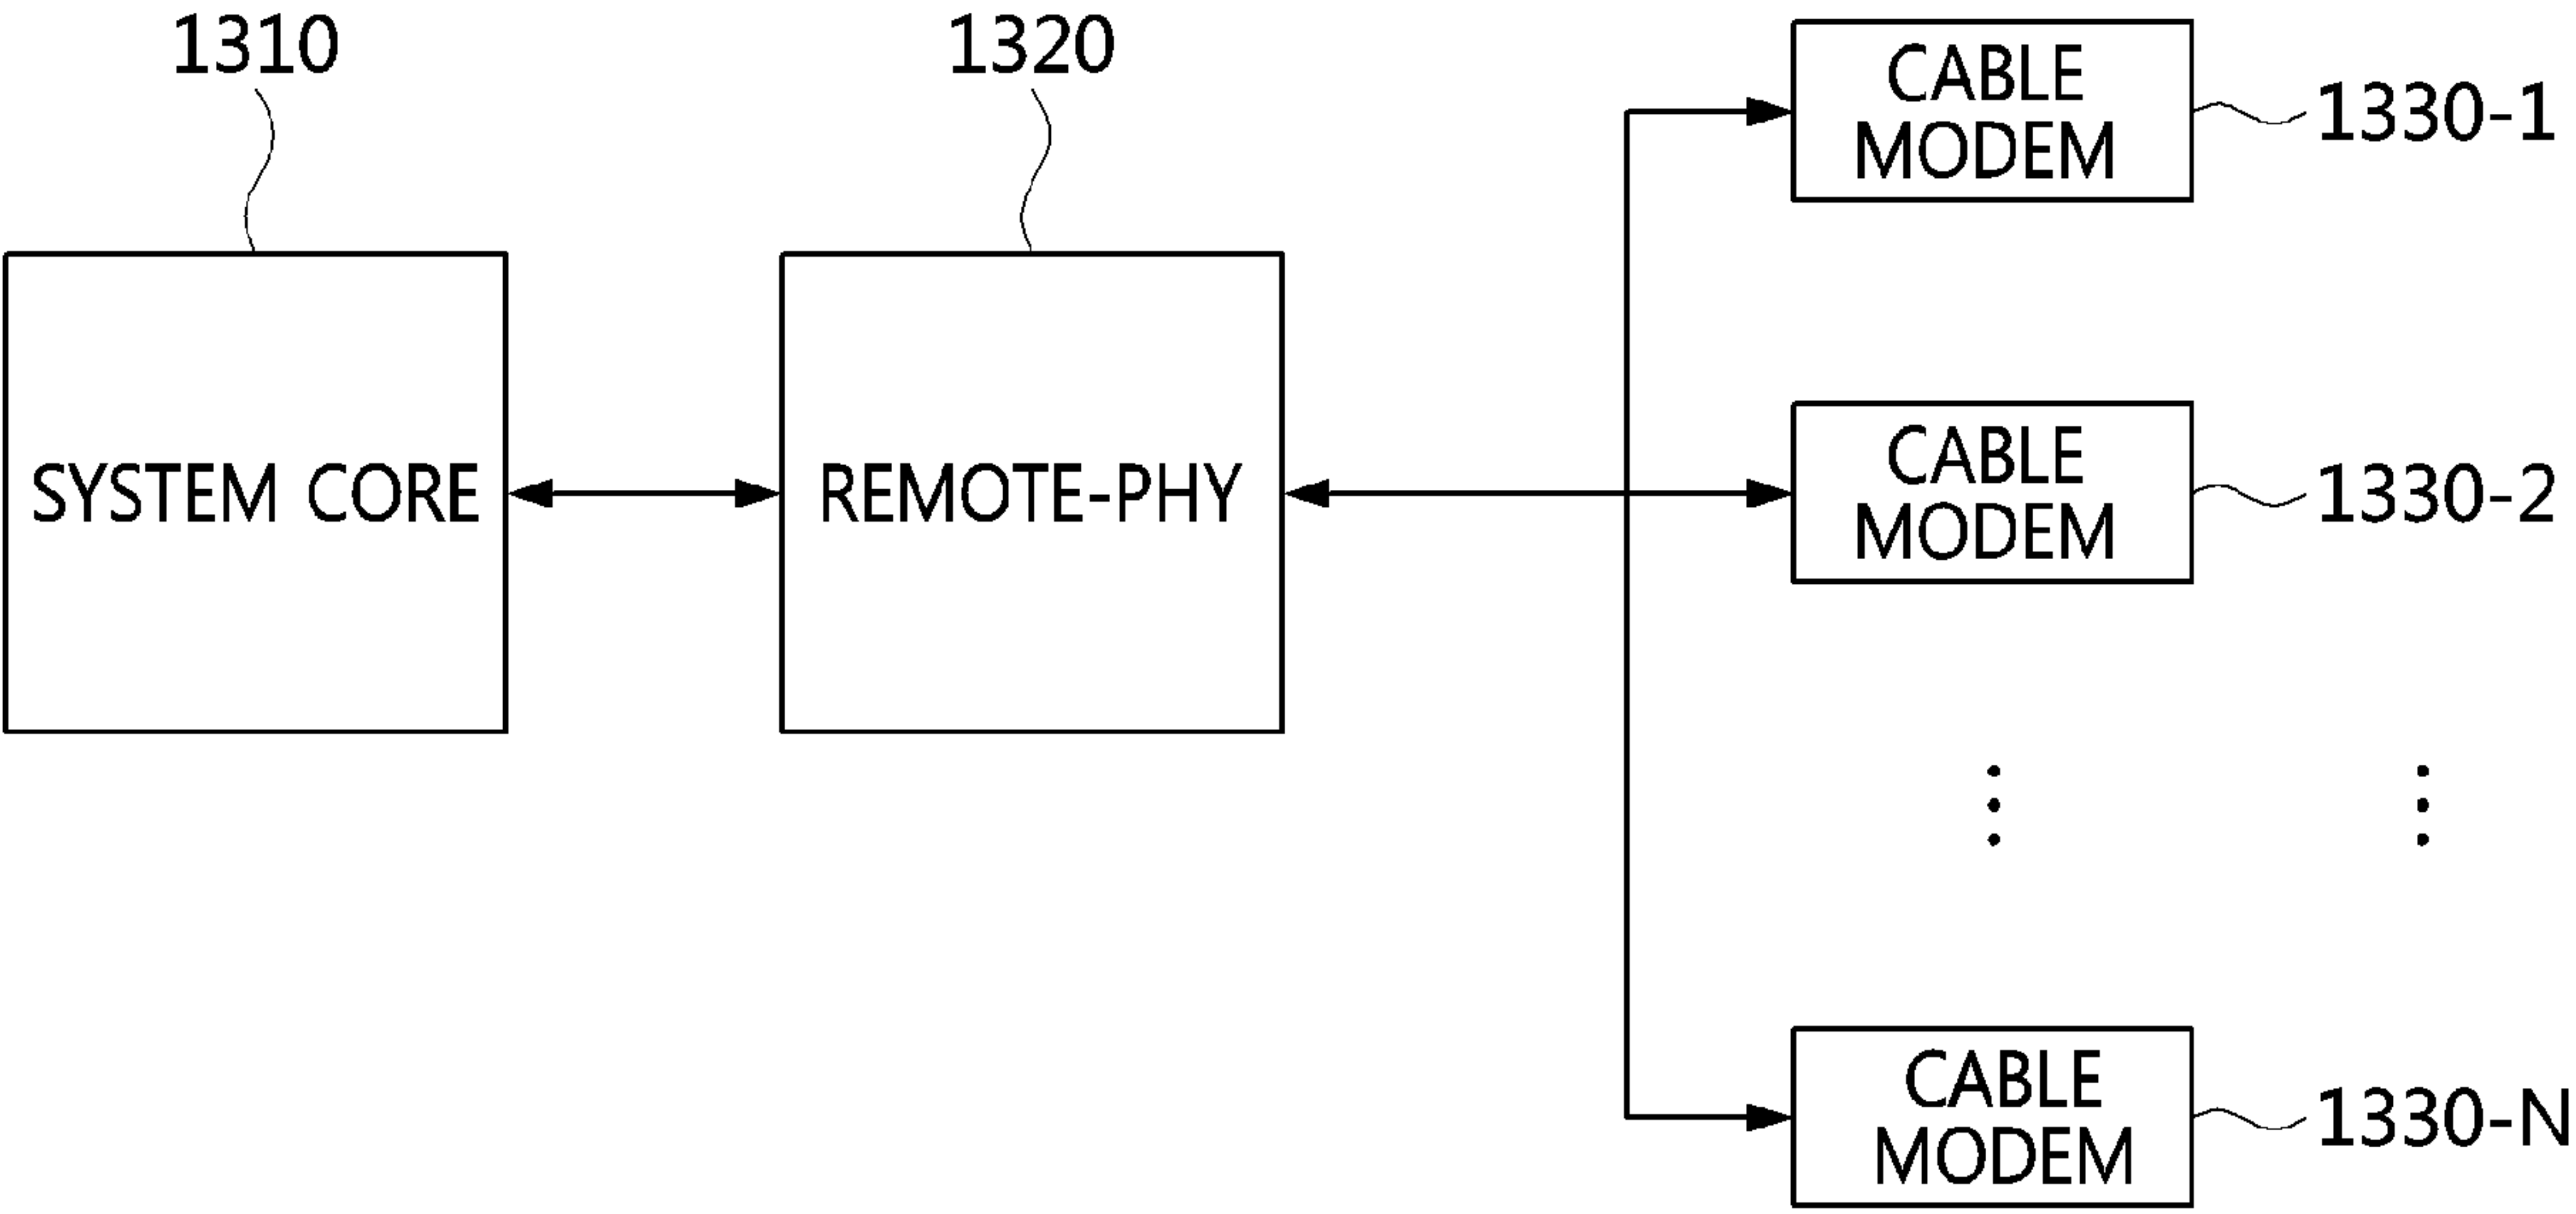 1310
1320
CABLE
MODEM
1330-1
SYSTEM CORE
REMOTE-PHY
CABLE
MODEM
1330-2
CABLE
MODEM
1330-N